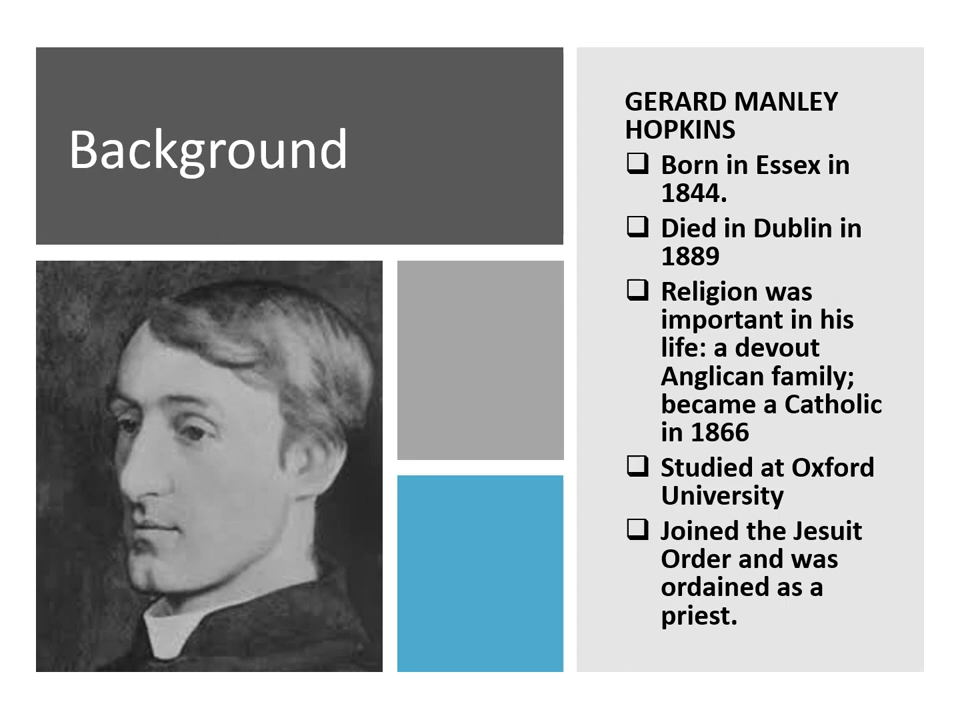 Background
GERARD MANLEY
HOPKINS
❑ Born in Essex in
1844.
❑ Died in Dublin in
1889
❑ Religion was
important in his
life: a devout
Anglican family;
became a Catholic
in 1866
❑ Studied at Oxford
University
❑ Joined the Jesuit
Order and was
ordained as a
priest.